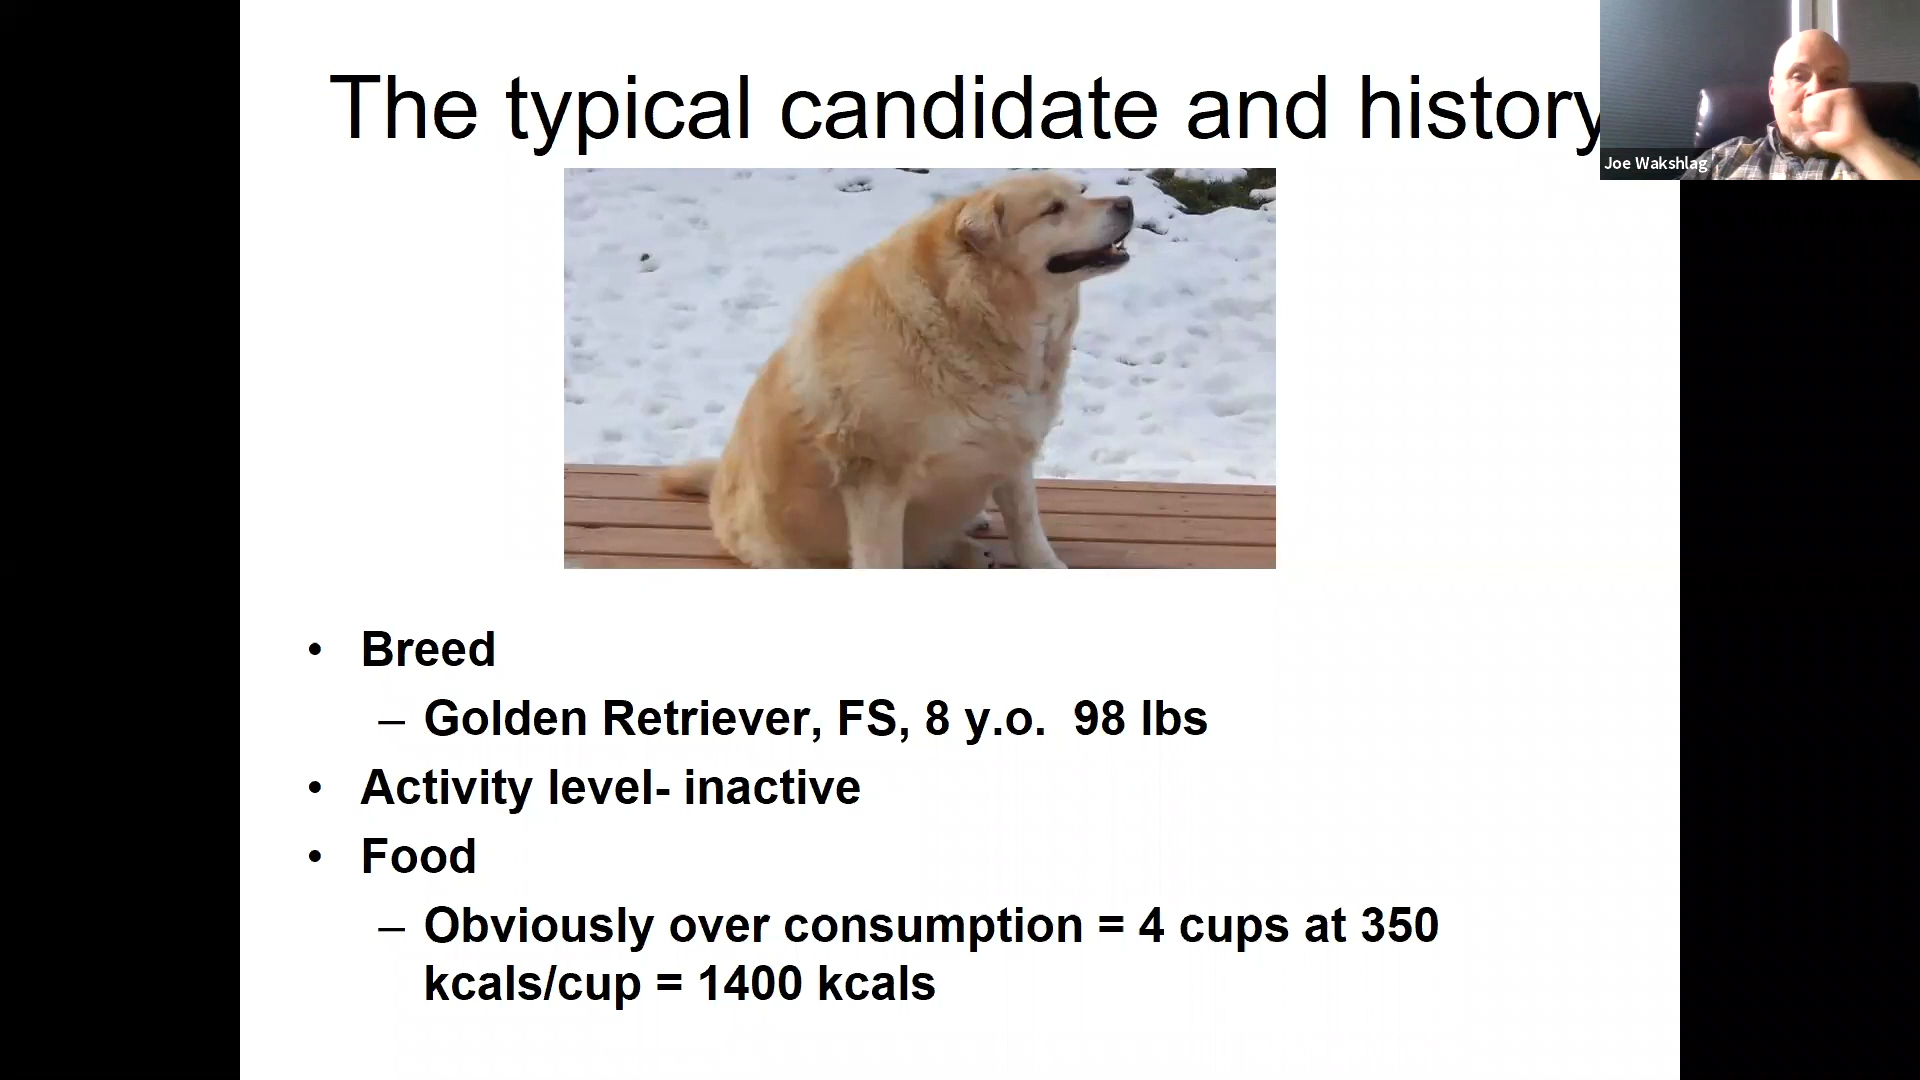 The typical candidate and history
Joe Wakshlag
• Breed
– Golden Retriever, FS, 8 y.o. 98 lbs
• Activity level- inactive
• Food
– Obviously over consumption = 4 cups at 350
kcals/cup = 1400 kcals